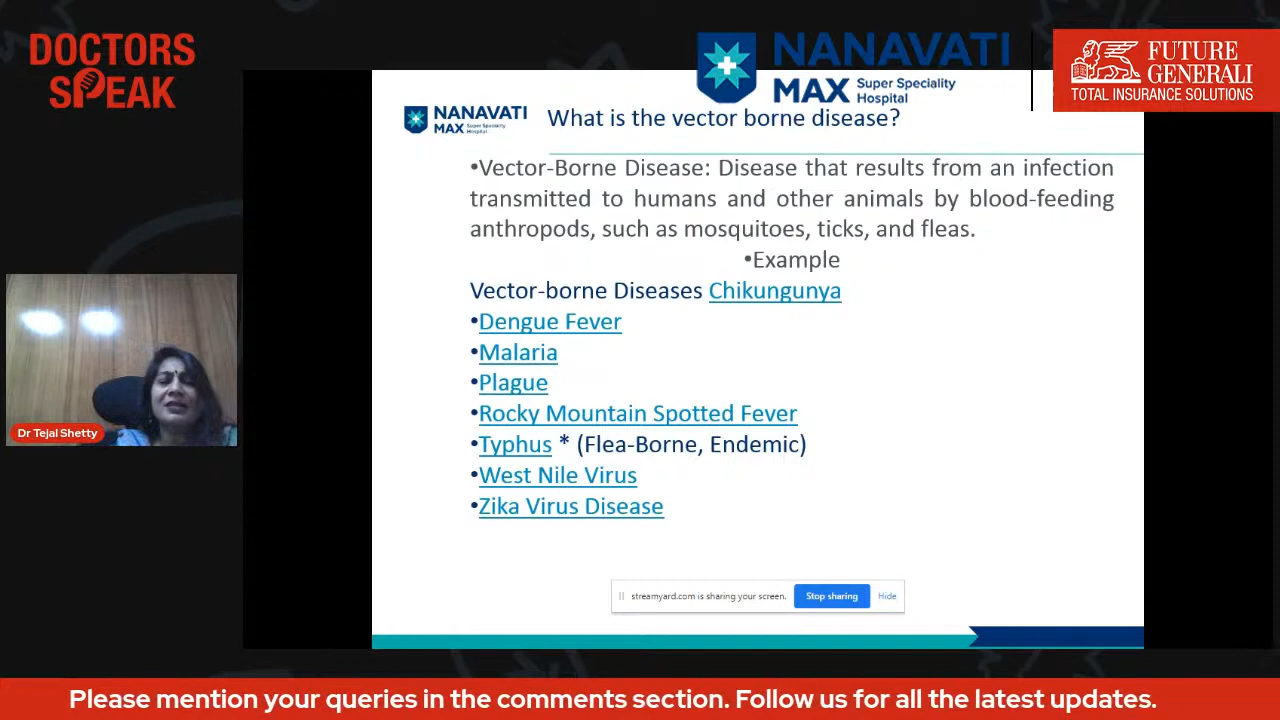 DOCTORS
SPEAK
NANAVATI
MAX Super Speciality
Hospital
FUTURE
GENERALI
TOTAL INSURANCE SOLUTIONS
NANAVATI
MAX Super Speciality
Hospital
What is the vector borne disease?
•Vector-Borne Disease: Disease that results from an infection
transmitted to humans and other animals by blood-feeding
anthropods, such as mosquitoes, ticks, and fleas.
•Example
Vector-borne Diseases Chikungunya
•Dengue Fever
•Malaria
•Plague
•Rocky Mountain Spotted Fever
•Typhus * (Flea-Borne, Endemic)
•West Nile Virus
•Zika Virus Disease
Dr Tejal Shetty
streamyard.com is sharing your screen. Stop sharing Hide
Please mention your queries in the comments section. Follow us for all the latest updates.